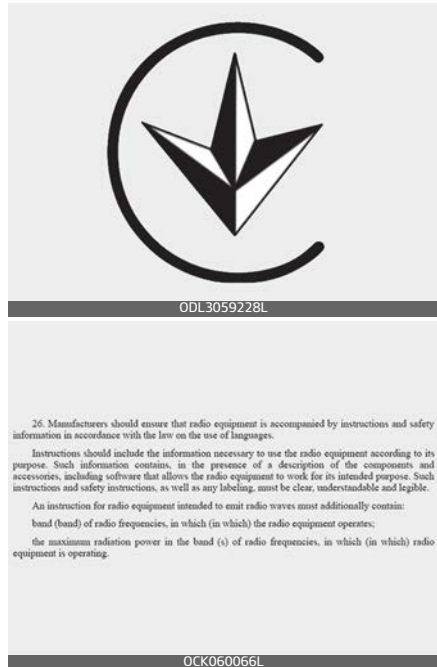 ODL3059228L
26. Manufacturers should ensure that radio equipment is accompanied by instructions and safety
information in accordance with the law on the use of languages.
Instructions should include the information necessary to use the radio equipment according to its
purpose. Such information contains, in the presence of a description of the components and
accessories, including software that allows the radio equipment to work for its intended purpose. Such
instructions and safety instructions, as well as any labeling, must be clear, understandable and legible.
An instruction for radio equipment intended to emit radio waves must additionally contain:
band (band) of radio frequencies, in which (in which) the radio equipment operates;
the maximum radiation power in the band (s) of radio frequencies, in which (in which) radio
equipment is operating.
OCK060066L